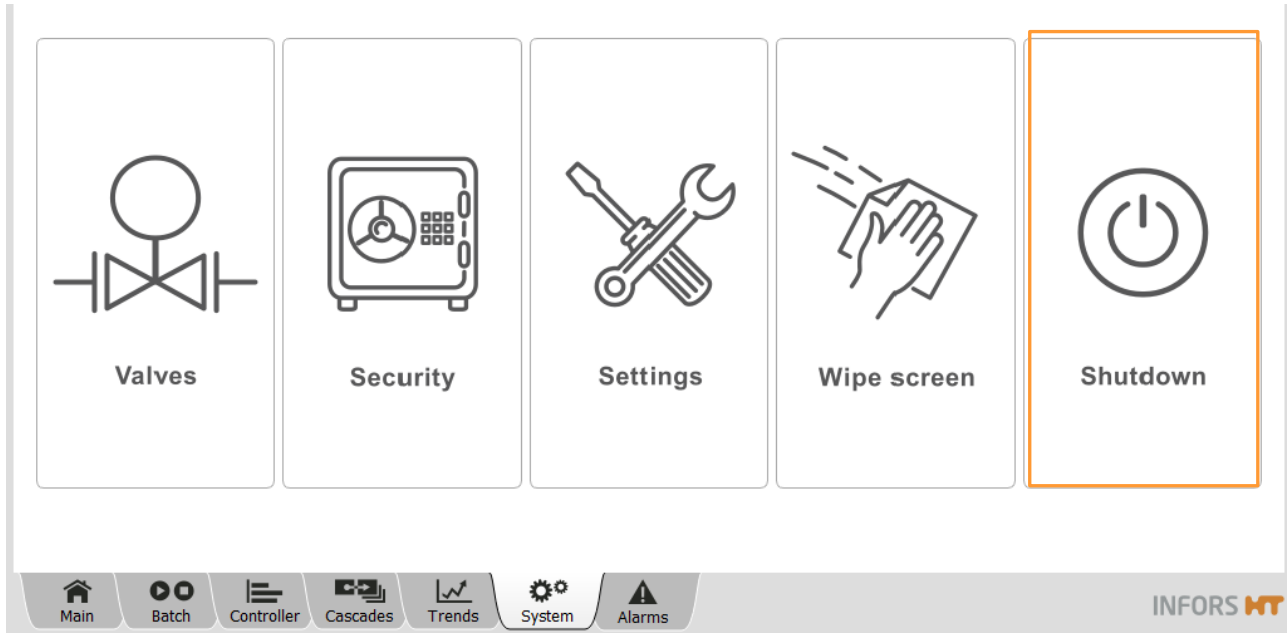 Valves
Security
Settings
Wipe screen
Shutdown
Main
Batch
Controller
Cascades
Trends
System
Alarms
INFORS HT